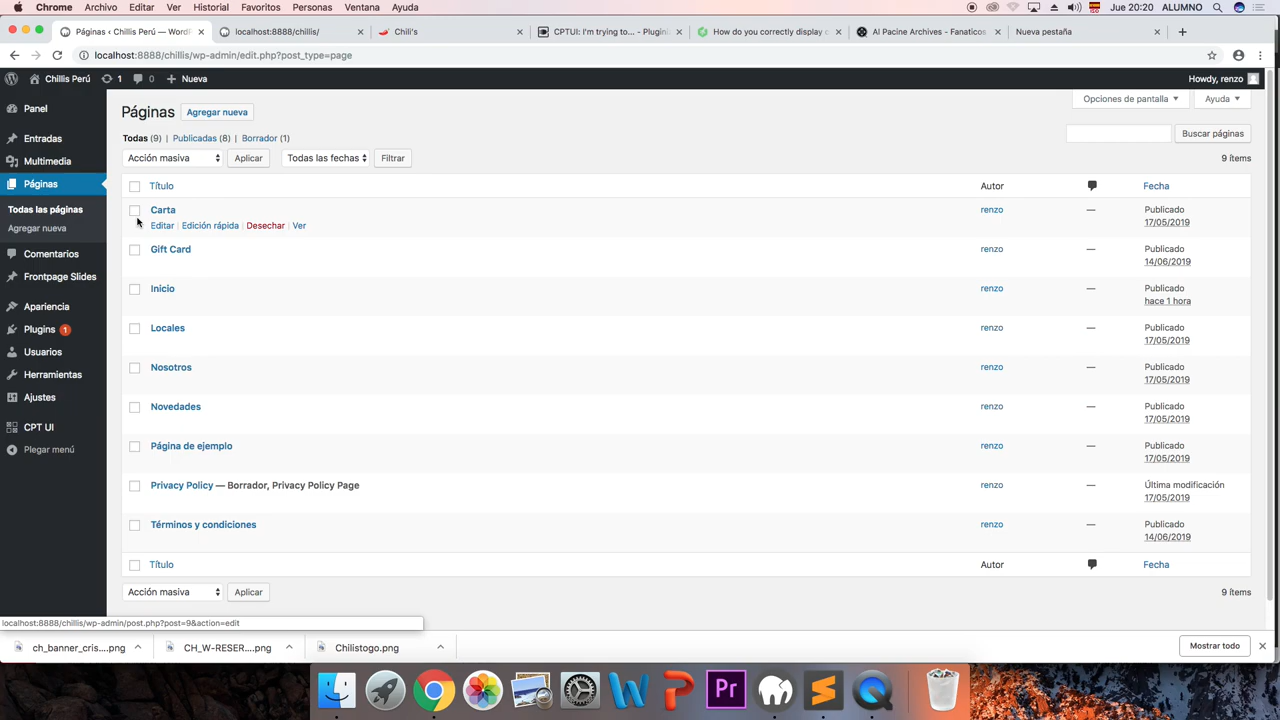 Chrome Archivo Editar Ver Historial Favoritos Personas Ventana Ayuda Jue 20:20 ALUMNO
Páginas ‹ Chillis Perú — WordP localhost:8888/chillis/ Chili's CPTUI: I'm trying to... - Plugin How do you correctly display c Al Pacine Archives - Fanaticos Nueva pestaña
localhost:8888/chillis/wp-admin/edit.php?post_type=page
Chillis Perú 1 0 Nueva Howdy, renzo
Panel
Entradas
Multimedia
Páginas
Todas las páginas
Agregar nueva
Comentarios
Frontpage Slides
Apariencia
Plugins 1
Usuarios
Herramientas
Ajustes
CPT UI
Plegar menú
Opciones de pantalla Ayuda
Páginas Agregar nueva
Todas (9) | Publicadas (8) | Borrador (1)
Buscar páginas
Acción masiva Aplicar Todas las fechas Filtrar 9 ítems
Título Autor Fecha
Carta renzo — Publicado
17/05/2019
Editar | Edición rápida | Desechar | Ver
Gift Card renzo — Publicado
14/06/2019
Inicio renzo — Publicado
hace 1 hora
Locales renzo — Publicado
17/05/2019
Nosotros renzo — Publicado
17/05/2019
Novedades renzo — Publicado
17/05/2019
Página de ejemplo renzo — Publicado
17/05/2019
Privacy Policy — Borrador, Privacy Policy Page renzo — Última modificación
17/05/2019
Términos y condiciones renzo — Publicado
14/06/2019
Título Autor Fecha
Acción masiva Aplicar 9 ítems
localhost:8888/chillis/wp-admin/post.php?post=9&action=edit
ch_banner_cris....png CH_W-RESER....png Chilistogo.png Mostrar todo